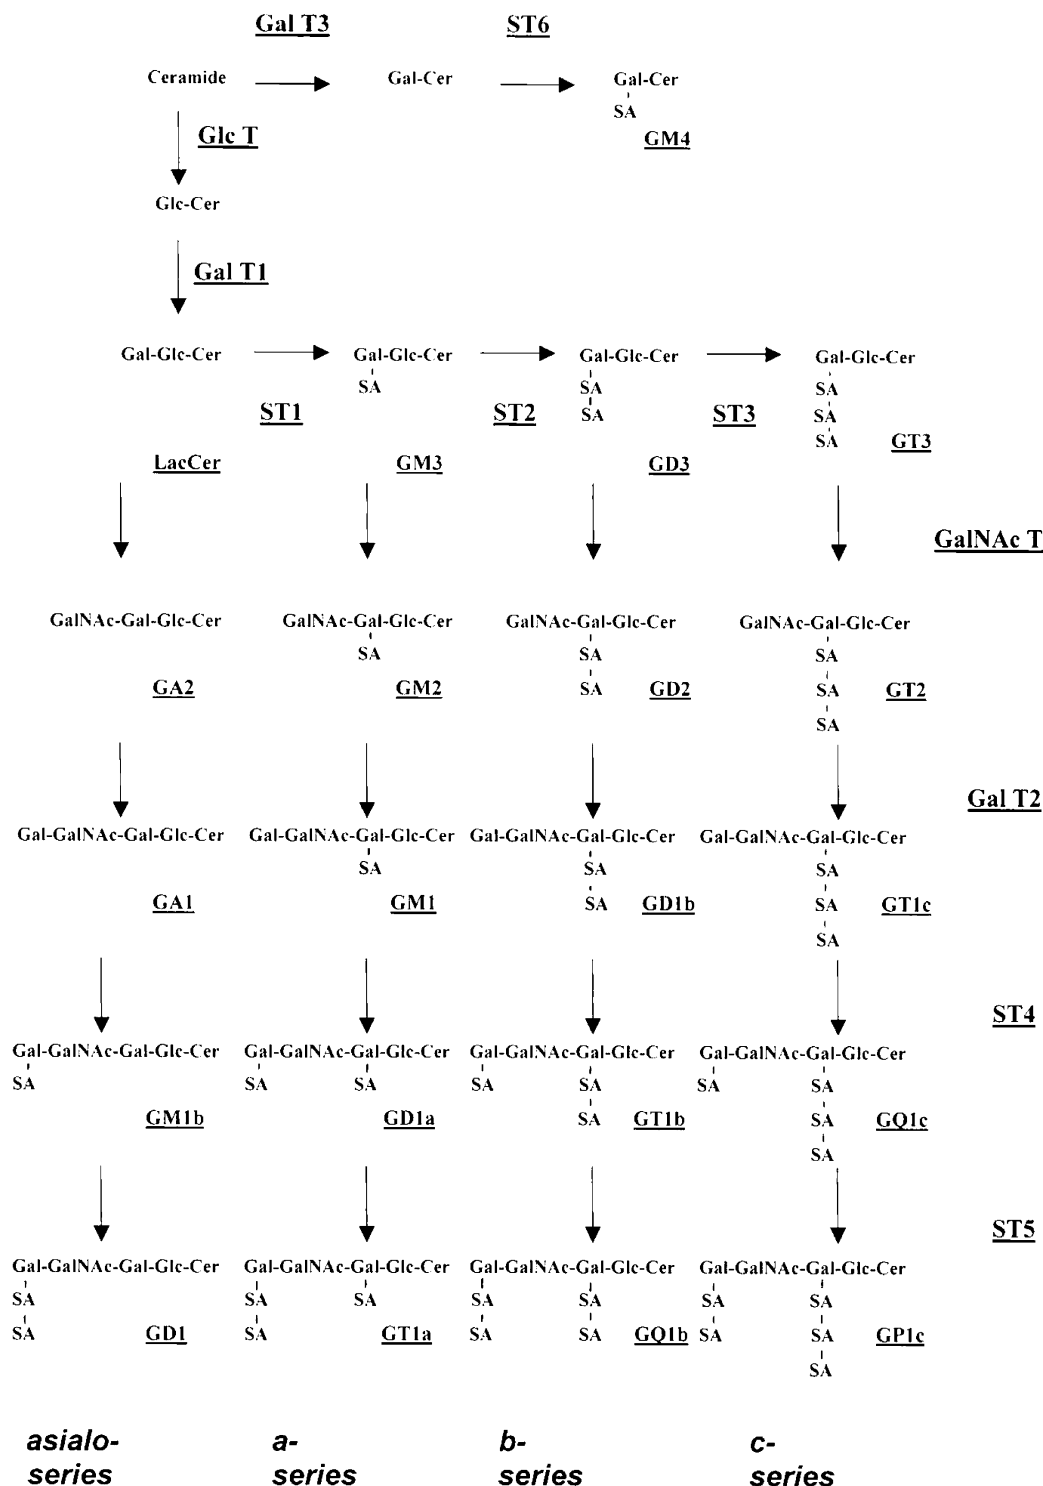 Gal T3 ST6
Ceramide Gal-Cer Gal-Cer
SA
Glc T GM4
Glc-Cer
Gal T1
Gal-Glc-Cer Gal-Glc-Cer Gal-Glc-Cer Gal-Glc-Cer
SA SA SA
ST1 ST2 SA ST3 SA
SA GT3
LacCer GM3 GD3
GalNAc T
GalNAc-Gal-Glc-Cer GalNAc-Gal-Glc-Cer GalNAc-Gal-Glc-Cer GalNAc-Gal-Glc-Cer
SA SA SA
GA2 GM2 SA GD2 SA GT2
SA
Gal T2
Gal-GalNAc-Gal-Glc-Cer Gal-GalNAc-Gal-Glc-Cer Gal-GalNAc-Gal-Glc-Cer Gal-GalNAc-Gal-Glc-Cer
SA SA SA
GA1 GM1 SA GD1b SA GT1c
SA
ST4
Gal-GalNAc-Gal-Glc-Cer Gal-GalNAc-Gal-Glc-Cer Gal-GalNAc-Gal-Glc-Cer Gal-GalNAc-Gal-Glc-Cer
SA SA SA SA SA SA SA
GM1b GD1a SA GT1b SA GQ1c
SA
ST5
Gal-GalNAc-Gal-Glc-Cer Gal-GalNAc-Gal-Glc-Cer Gal-GalNAc-Gal-Glc-Cer Gal-GalNAc-Gal-Glc-Cer
SA SA SA SA SA SA SA
SA GD1 SA GT1a SA SA GQ1b SA SA GP1c
SA
asialo- a- b- c-
series series series series